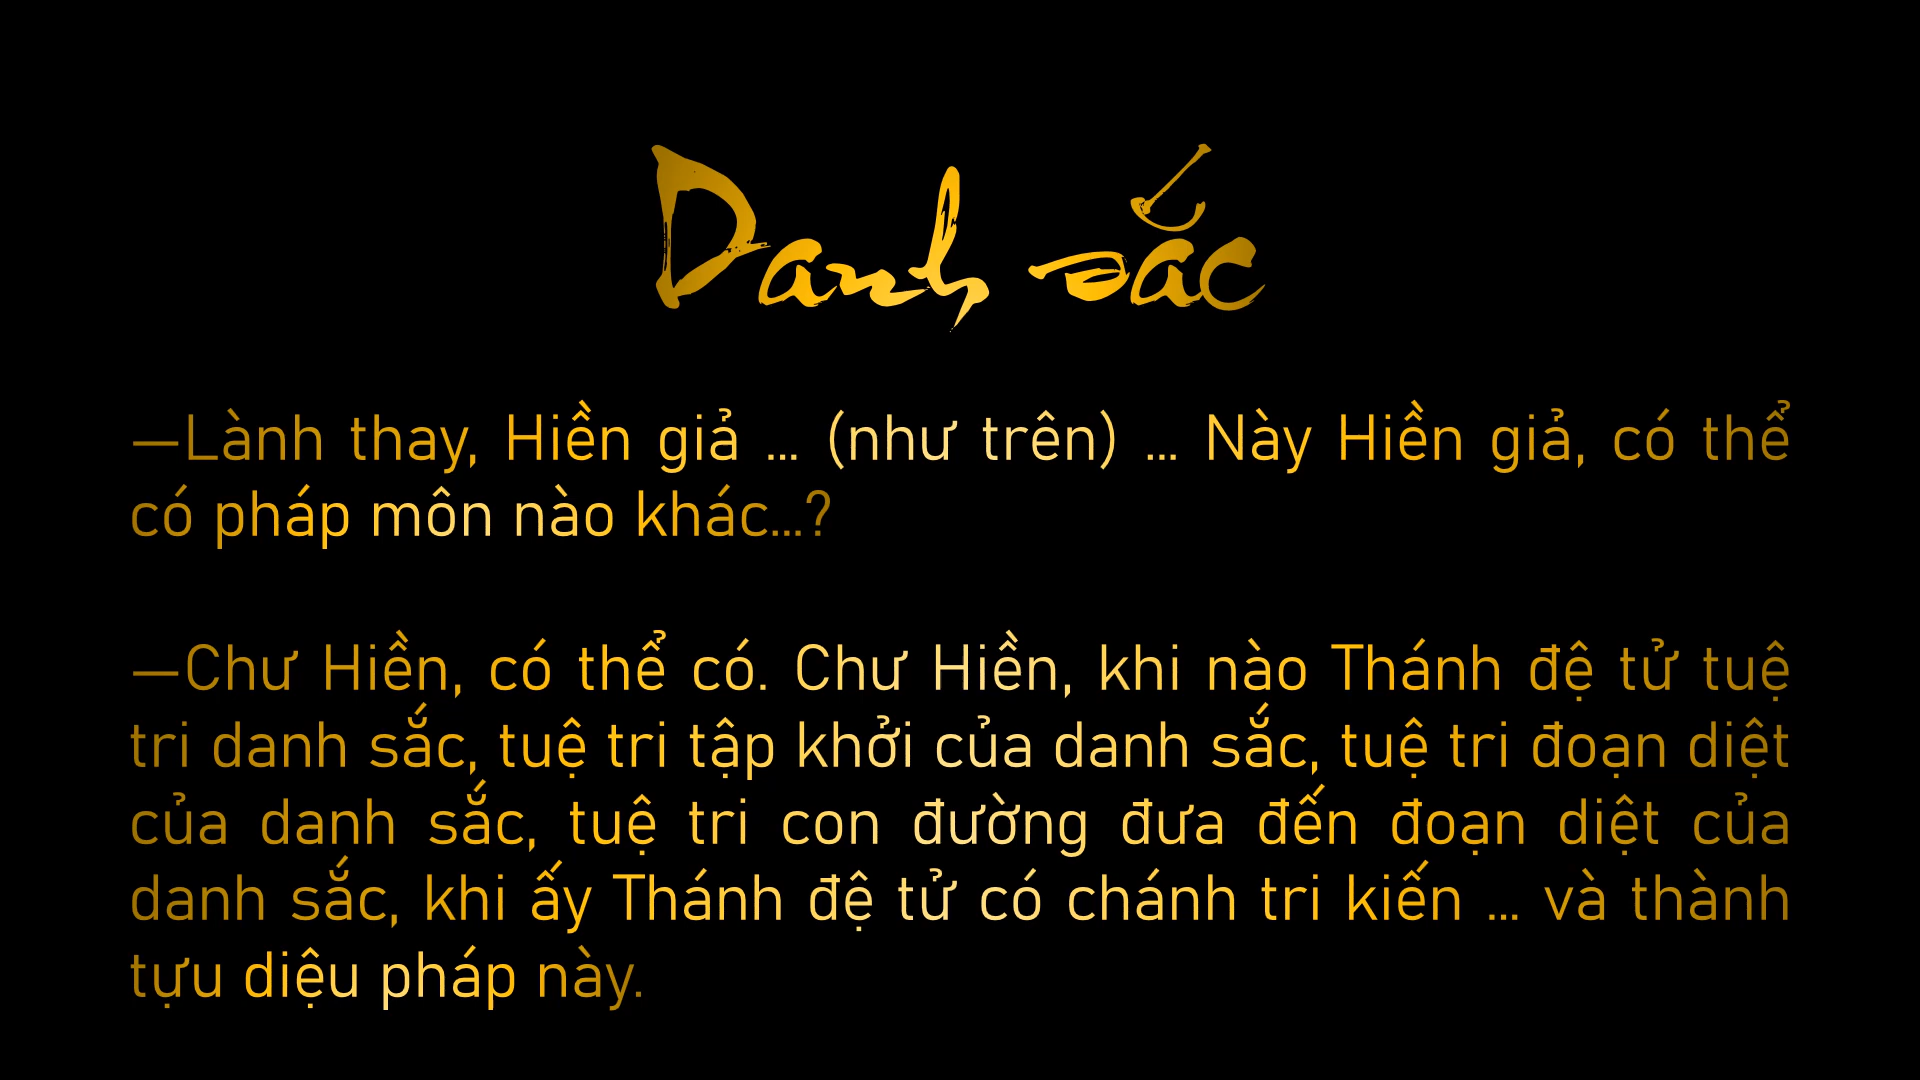 Danh sắc
—Lành thay, Hiền giả ... (như trên) ... Này Hiền giả, có thể
có pháp môn nào khác...?
—Chư Hiền, có thể có. Chư Hiền, khi nào Thánh đệ tử tuệ
tri danh sắc, tuệ tri tập khởi của danh sắc, tuệ tri đoạn diệt
của danh sắc, tuệ tri con đường đưa đến đoạn diệt của
danh sắc, khi ấy Thánh đệ tử có chánh tri kiến ... và thành
tựu diệu pháp này.